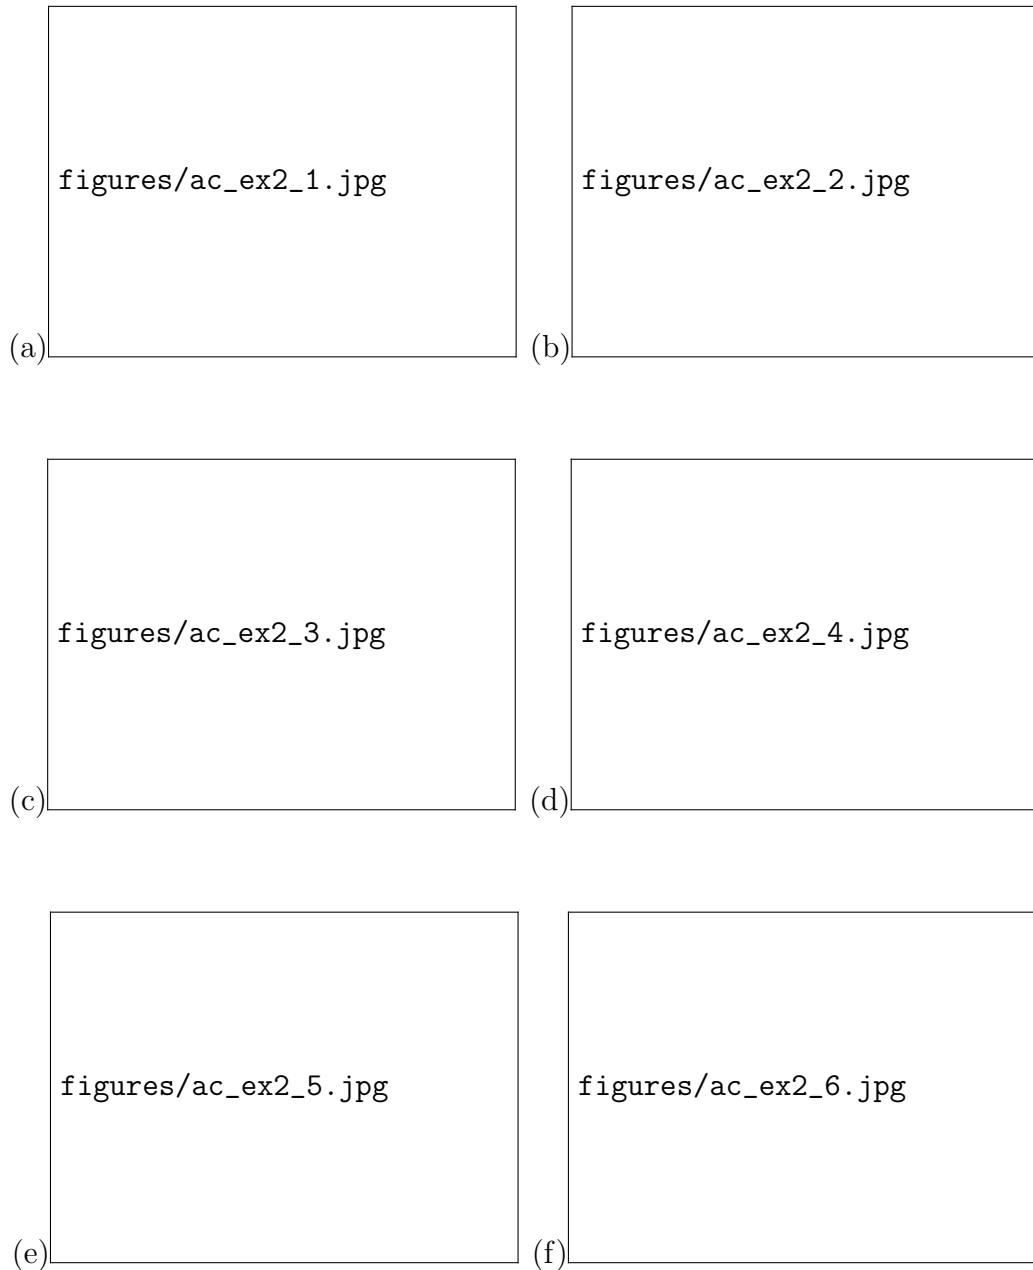 figures/ac_ex2_1.jpg
figures/ac_ex2_2.jpg
(a)
(b)
figures/ac_ex2_3.jpg
figures/ac_ex2_4.jpg
(c)
(d)
figures/ac_ex2_5.jpg
figures/ac_ex2_6.jpg
(e)
(f)